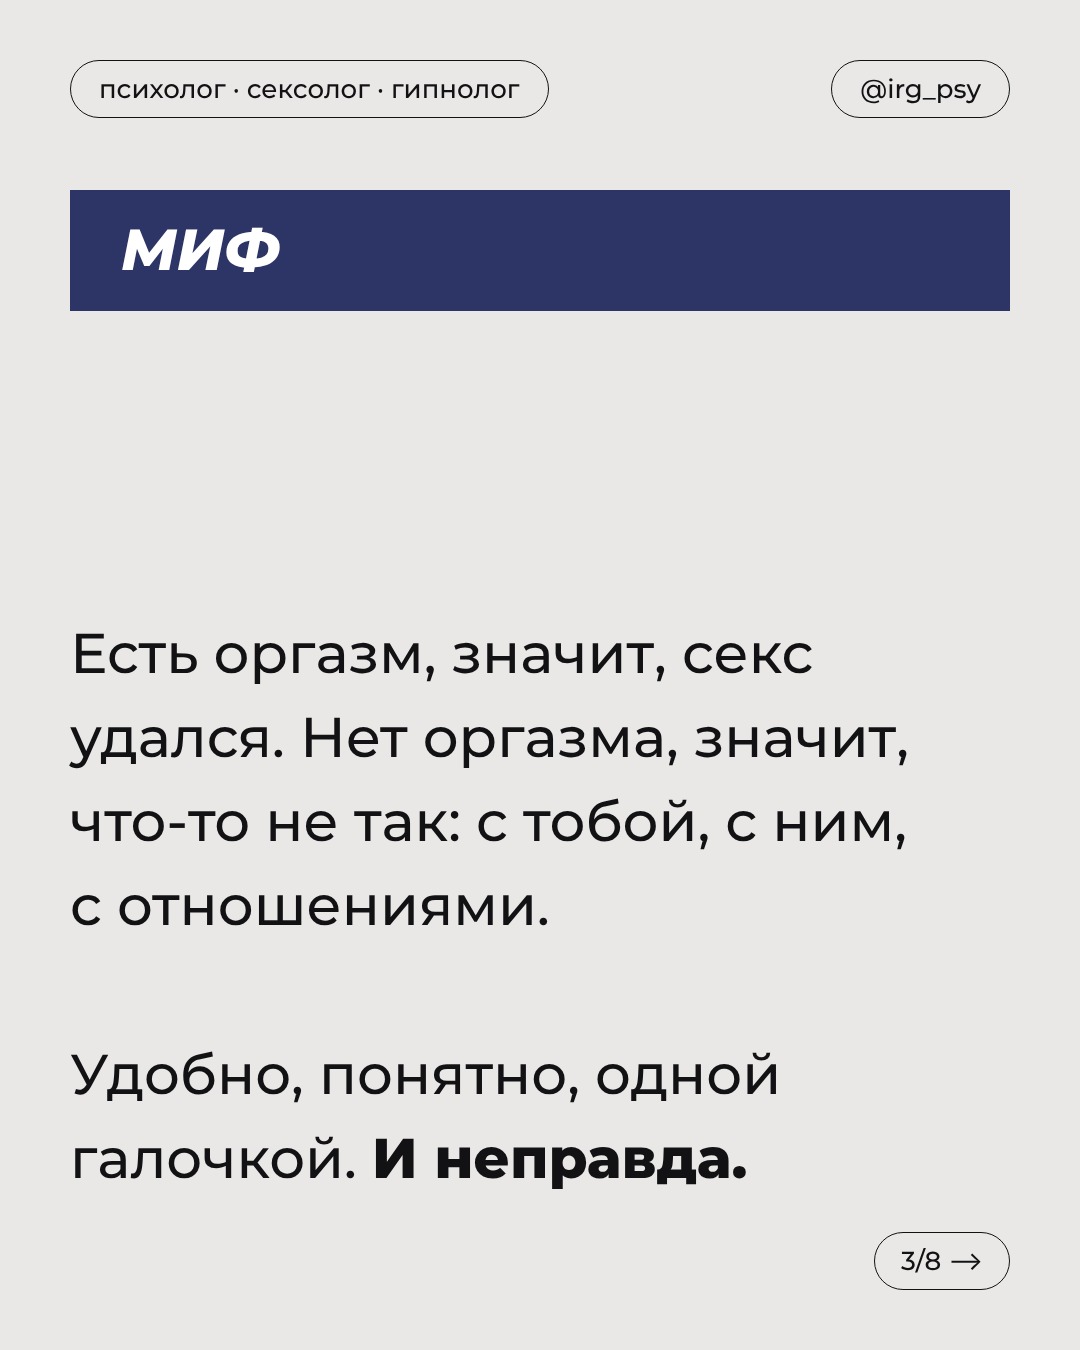 психолог · сексолог · гипнолог
@irg_psy
МИФ
Есть оргазм, значит, секс
удался. Нет оргазма, значит,
что-то не так: с тобой, с ним,
с отношениями.
Удобно, понятно, одной
галочкой. И неправда.
3/8 →